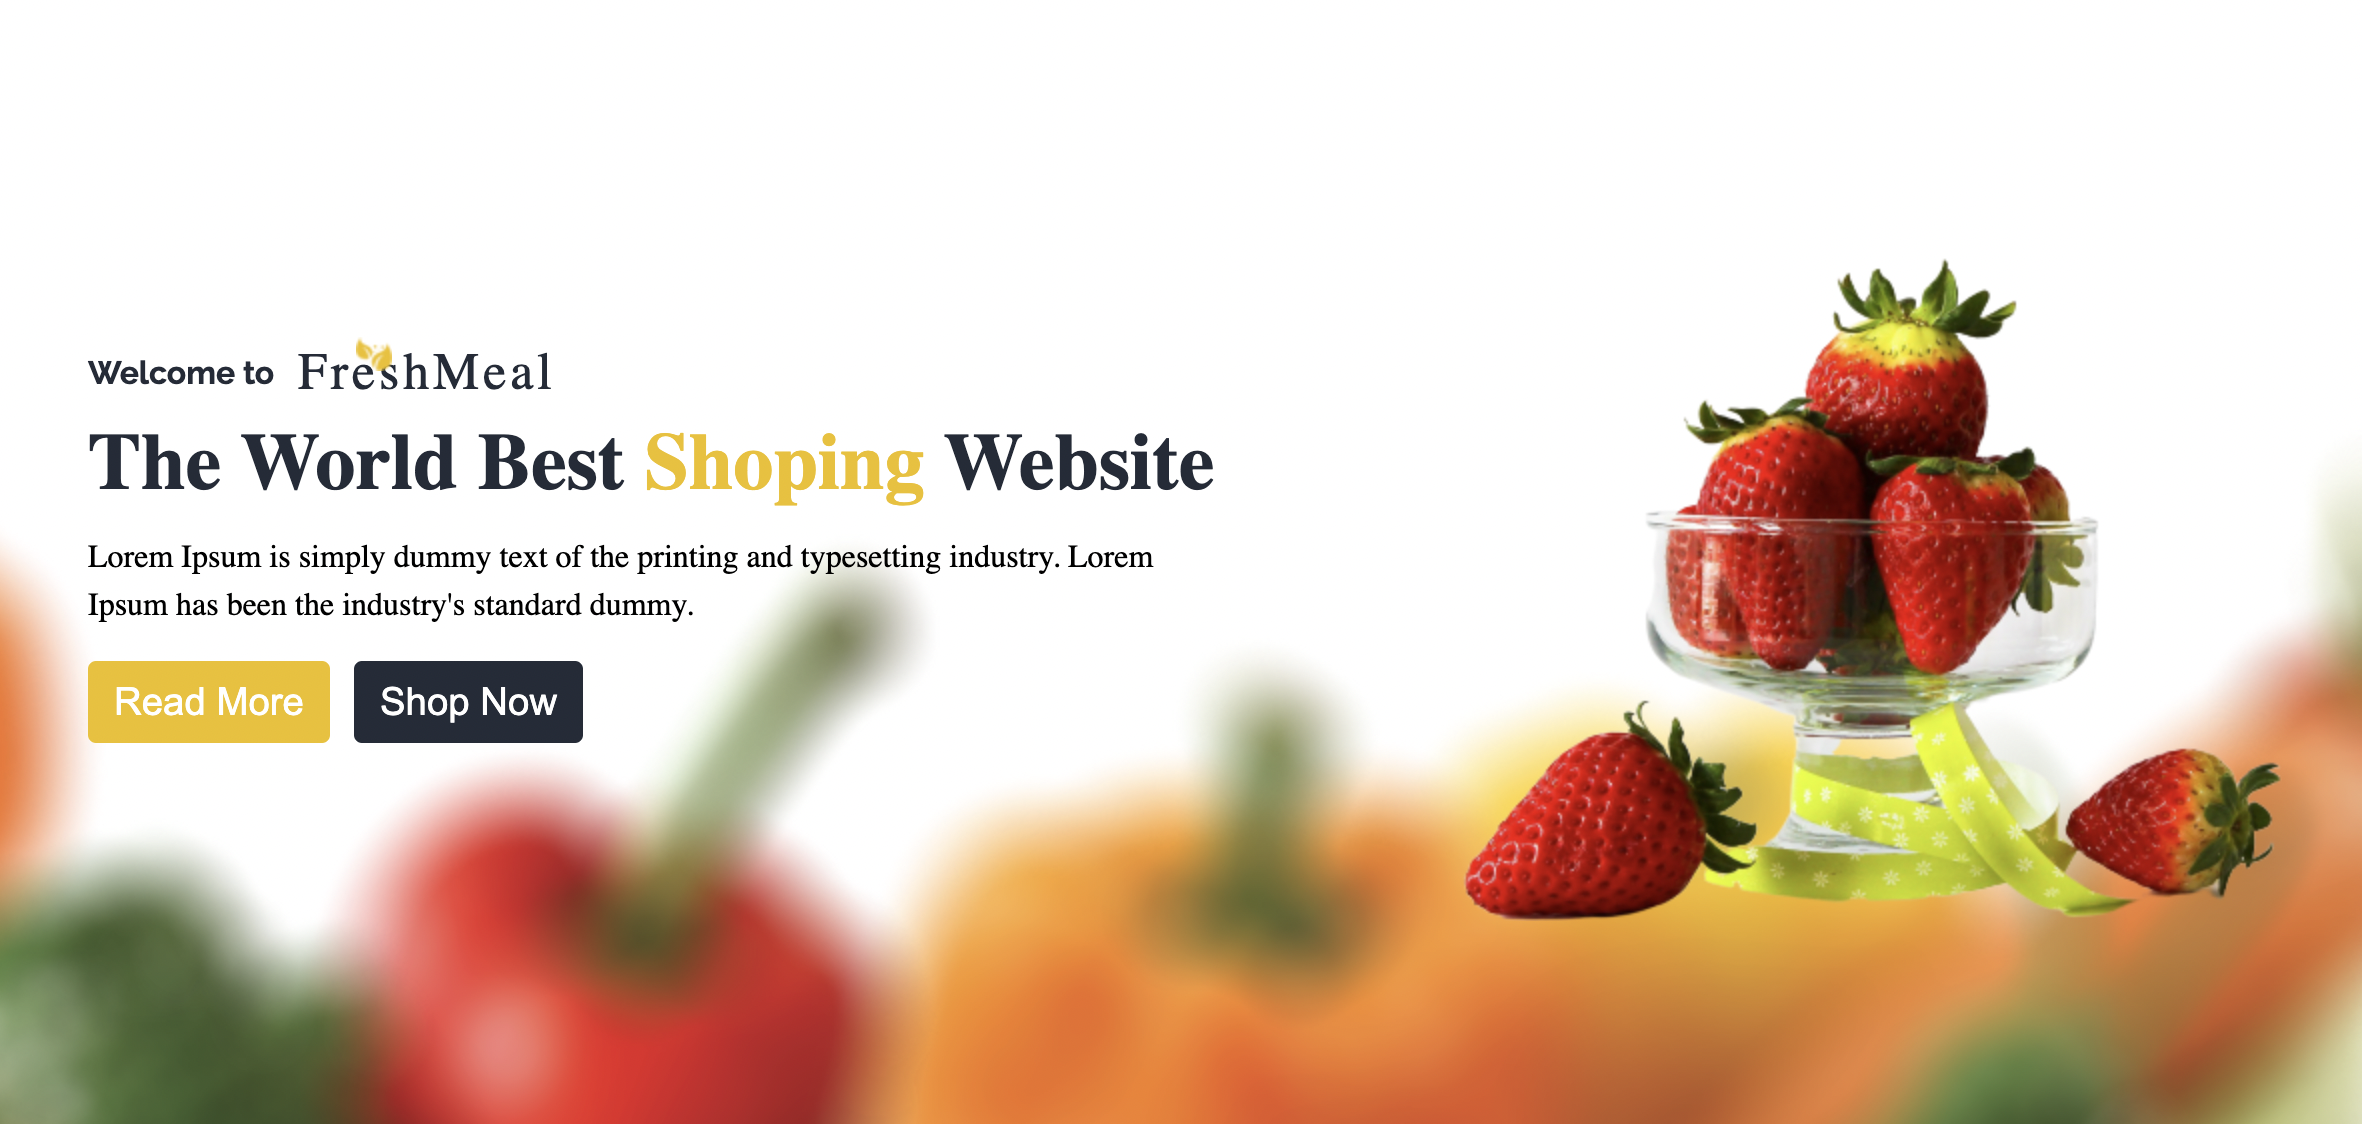 Welcome to FreshMeal
The World Best Shoping Website
Lorem Ipsum is simply dummy text of the printing and typesetting industry. Lorem
Ipsum has been the industry's standard dummy.
Read More Shop Now